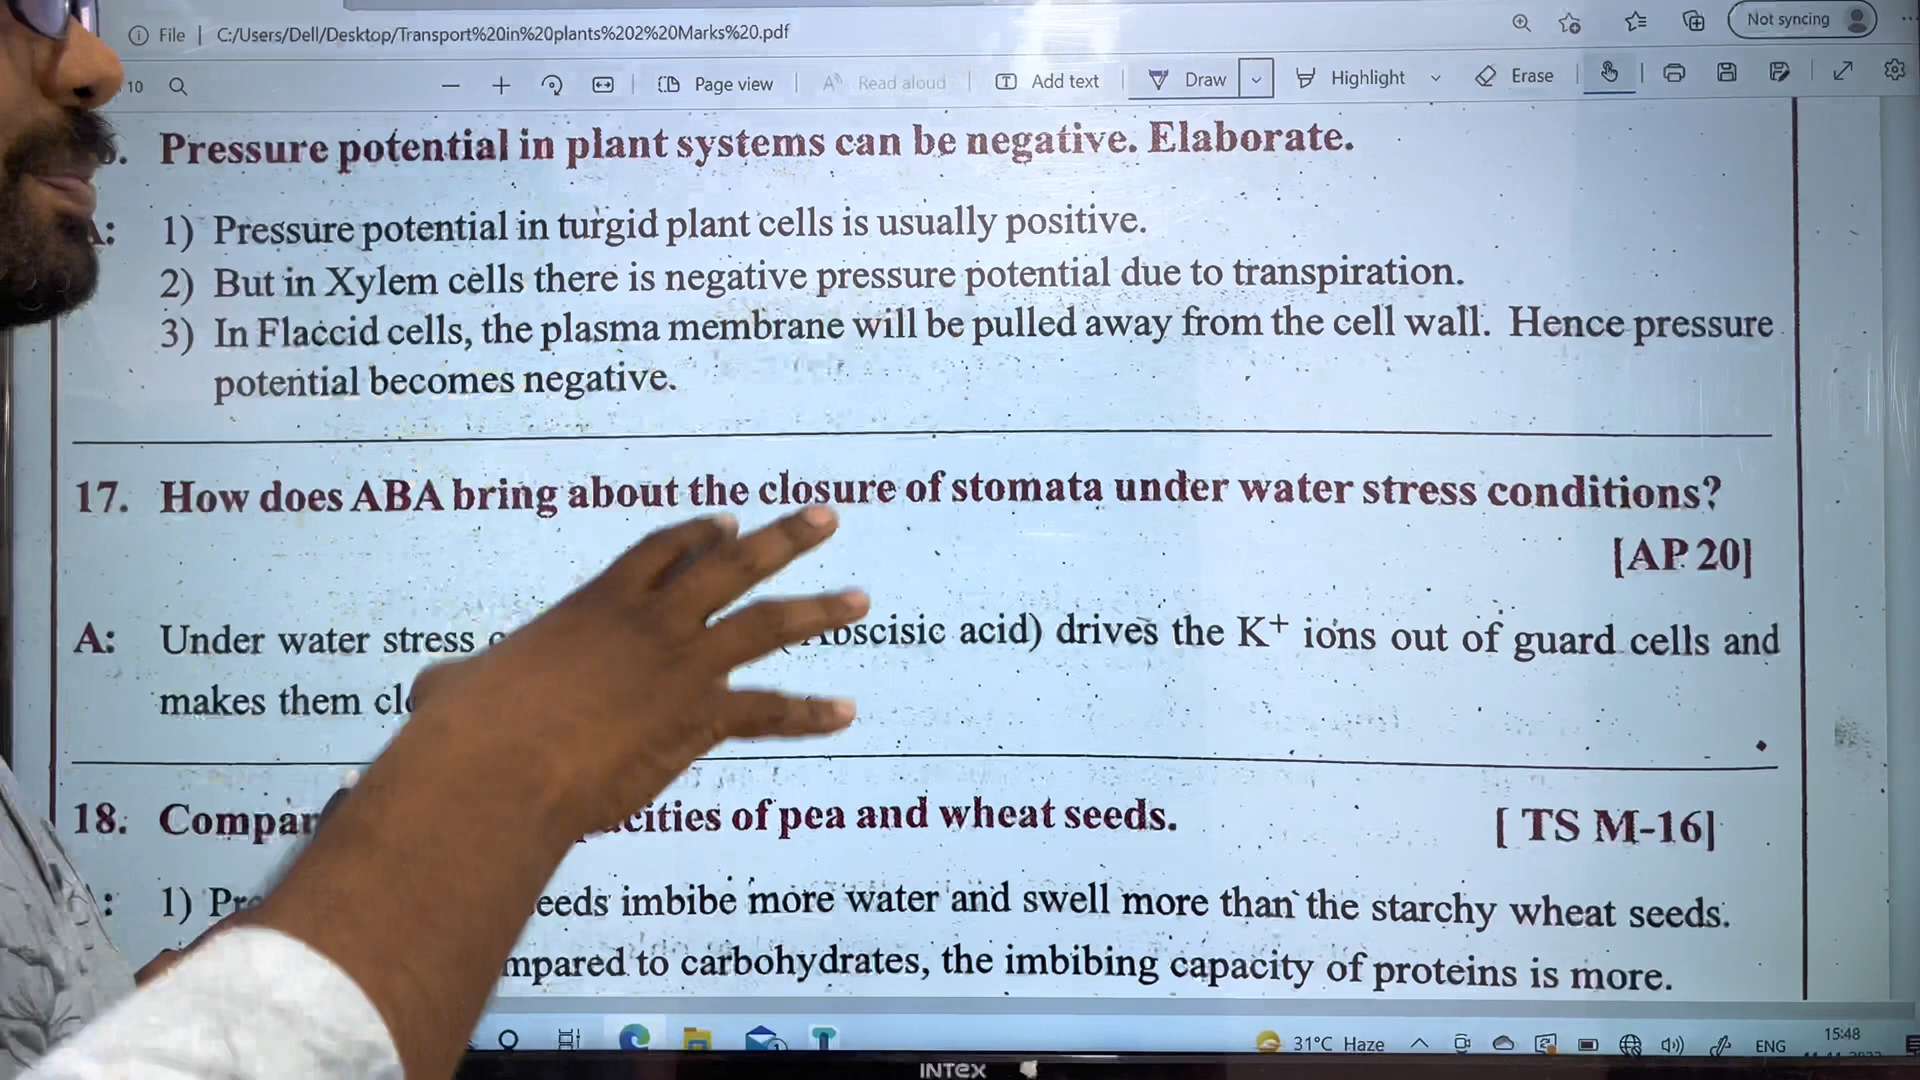 File | C:/Users/Dell/Desktop/Transport%20in%20plants%202%20Marks%20.pdf
Not syncing
10
Page view
Read aloud
Add text
Draw
Highlight
Erase
Pressure potential in plant systems can be negative. Elaborate.
1) Pressure potential in turgid plant cells is usually positive.
2) But in Xylem cells there is negative pressure potential due to transpiration.
3) In Flaccid cells, the plasma membrane will be pulled away from the cell wall. Hence pressure
potential becomes negative.
17. How does ABA bring about the closure of stomata under water stress conditions?
[AP 20]
A: Under water stress bscisic acid) drives the K+ ions out of guard cells and
makes them
18. of pea and wheat seeds.
[ TS M-16]
1) imbibe more water and swell more than the starchy wheat seeds.
to carbohydrates, the imbibing capacity of proteins is more.
31°C Haze
ENG
15:48
INTEX